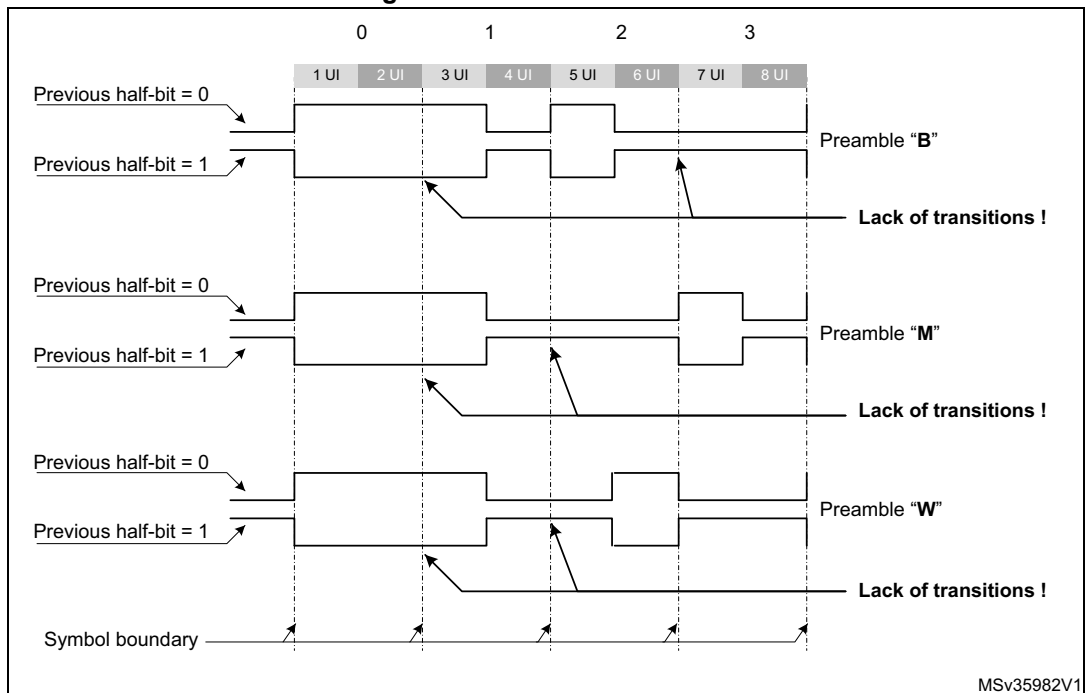 0 1 2 3
1 UI 2 UI 3 UI 4 UI 5 UI 6 UI 7 UI 8 UI
Previous half-bit = 0
Preamble “B”
Previous half-bit = 1
Lack of transitions !
Previous half-bit = 0
Preamble “M”
Previous half-bit = 1
Lack of transitions !
Previous half-bit = 0
Preamble “W”
Previous half-bit = 1
Lack of transitions !
Symbol boundary
MSv35982V1